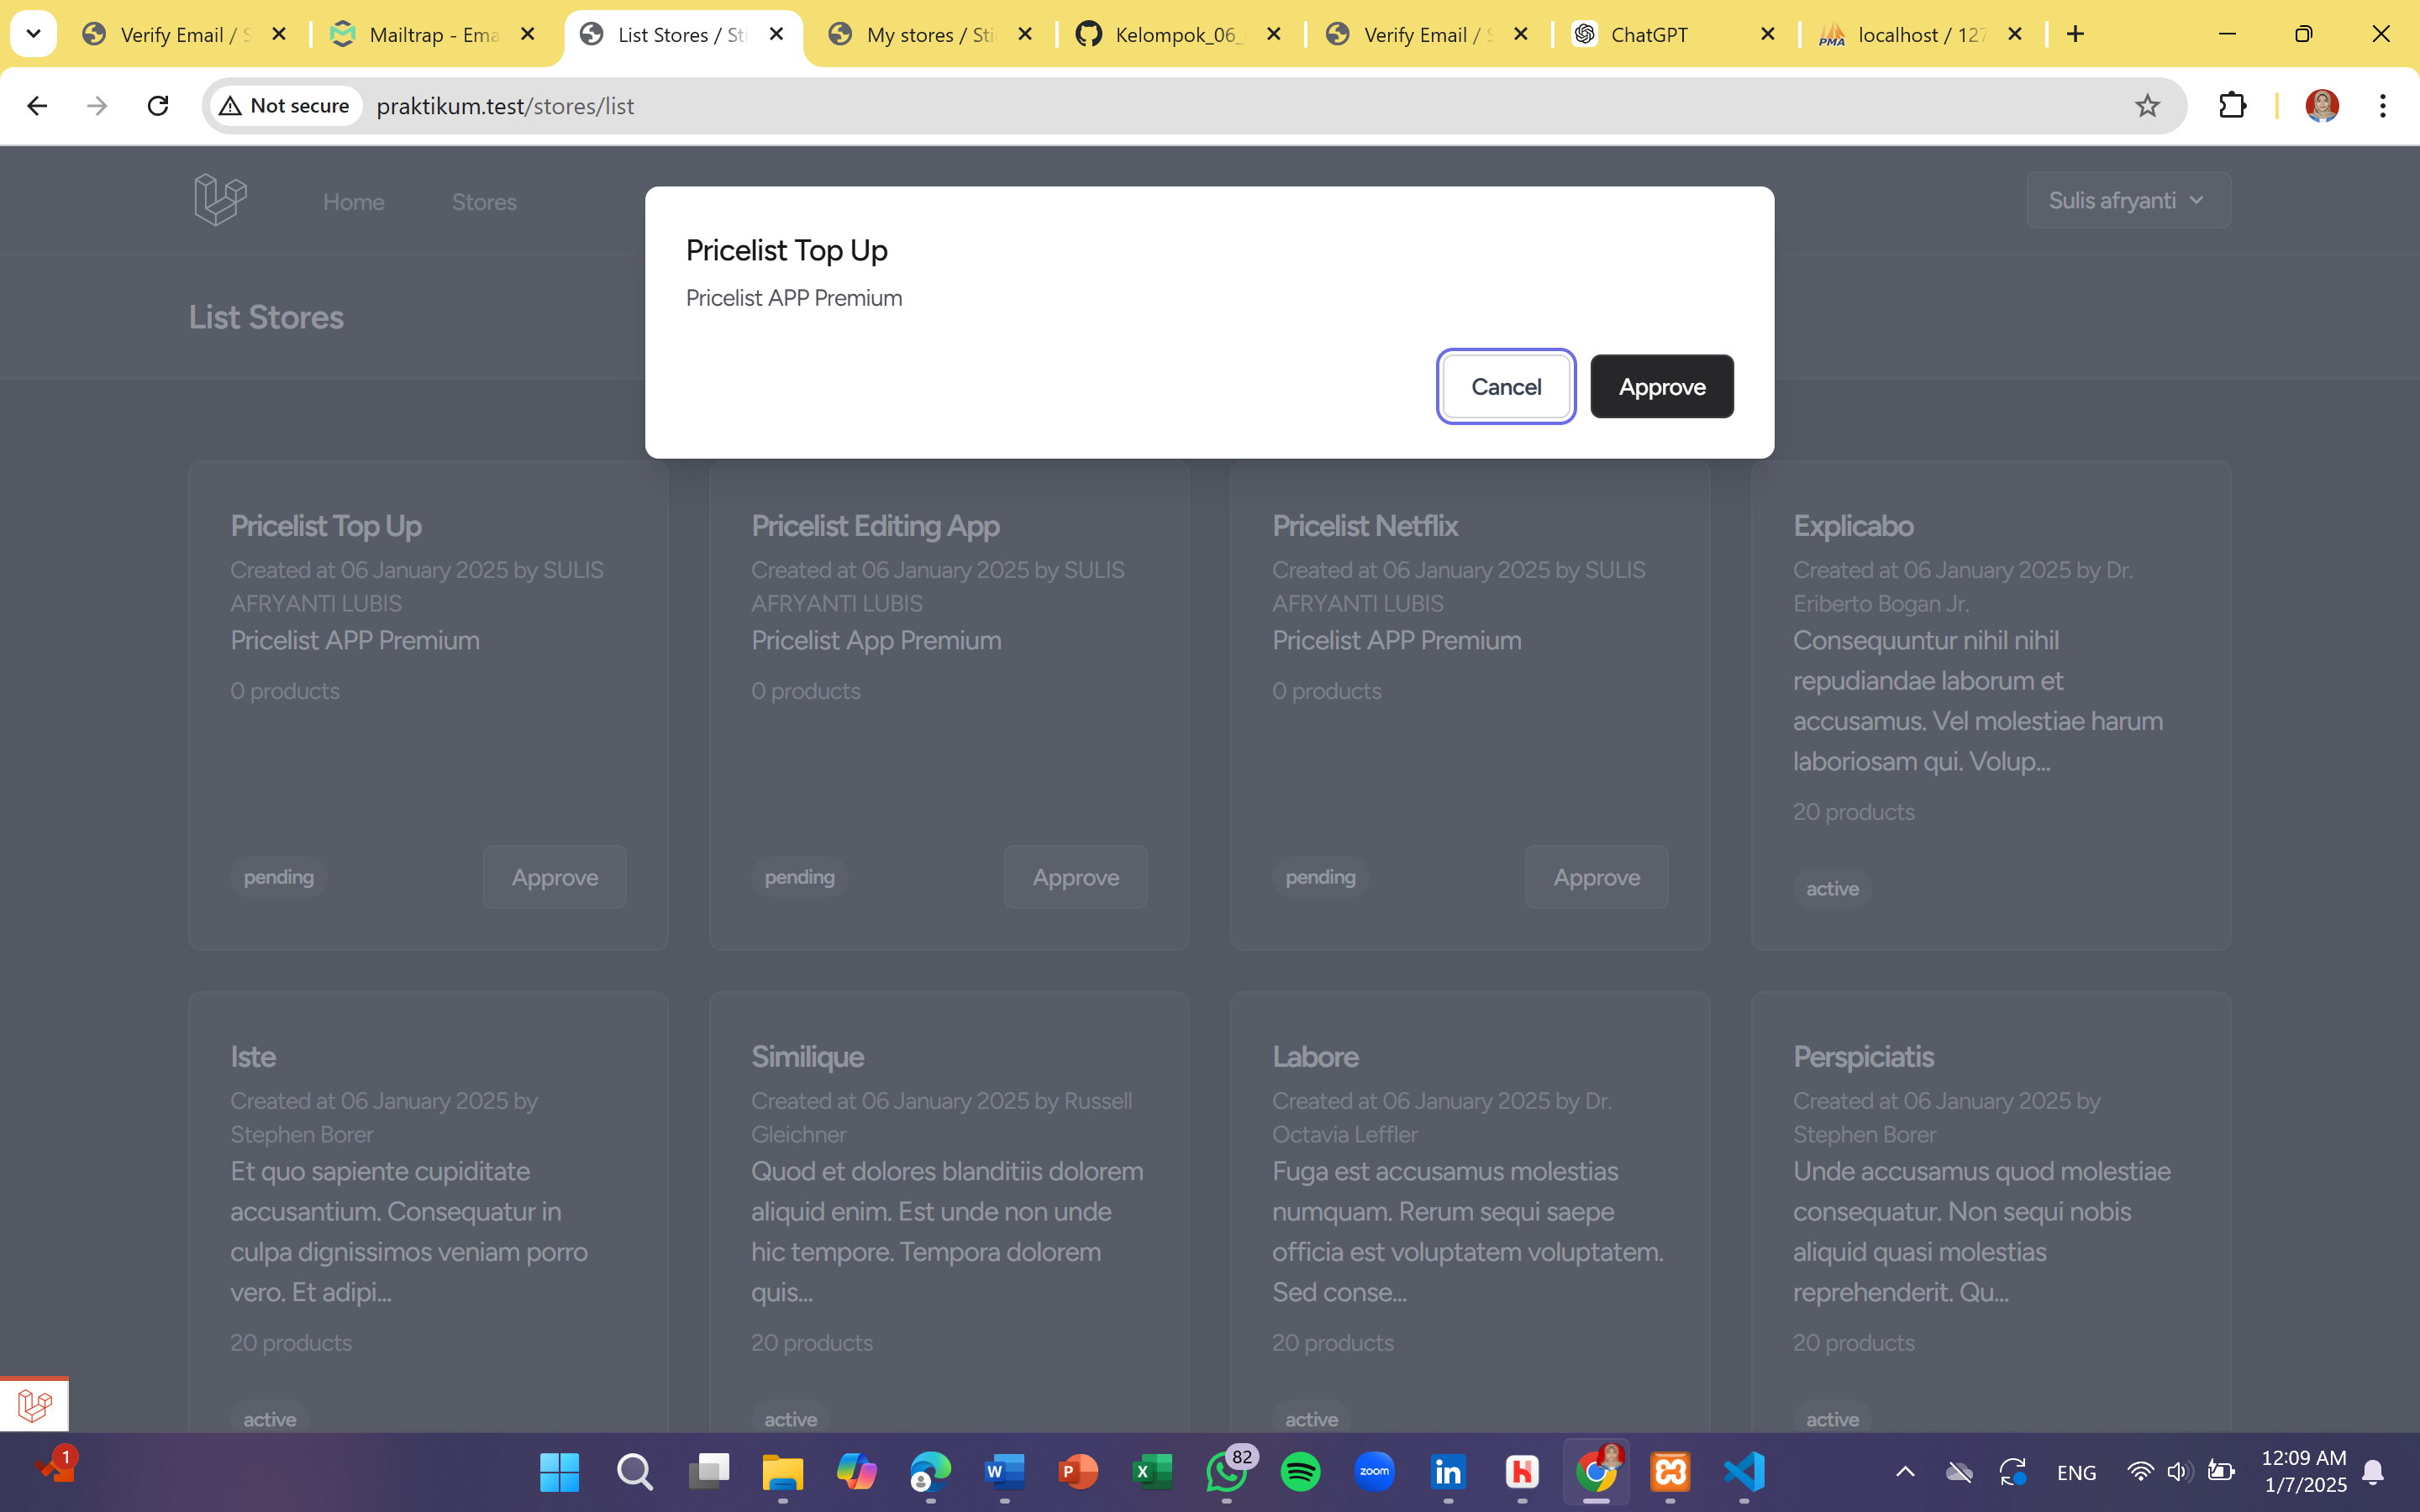 Verify Email / S
Mailtrap - Ema
List Stores / Sti
My stores / Sti
Kelompok_06_
Verify Email / S
ChatGPT
localhost / 127
Not secure
praktikum.test/stores/list
Home
Stores
Sulis afryanti
Pricelist Top Up
Pricelist APP Premium
Cancel
Approve
List Stores
Pricelist Top Up
Created at 06 January 2025 by SULIS
AFRYANTI LUBIS
Pricelist APP Premium
0 products
pending
Approve
Pricelist Editing App
Created at 06 January 2025 by SULIS
AFRYANTI LUBIS
Pricelist App Premium
0 products
pending
Approve
Pricelist Netflix
Created at 06 January 2025 by SULIS
AFRYANTI LUBIS
Pricelist APP Premium
0 products
pending
Approve
Explicabo
Created at 06 January 2025 by Dr.
Eriberto Bogan Jr.
Consequuntur nihil nihil
repudiandae laborum et
accusamus. Vel molestiae harum
laboriosam qui. Volup...
20 products
active
Iste
Created at 06 January 2025 by
Stephen Borer
Et quo sapiente cupiditate
accusantium. Consequatur in
culpa dignissimos veniam porro
vero. Et adipi...
20 products
active
Similique
Created at 06 January 2025 by Russell
Gleichner
Quod et dolores blanditiis dolorem
aliquid enim. Est unde non unde
hic tempore. Tempora dolorem
quis...
20 products
active
Labore
Created at 06 January 2025 by Dr.
Octavia Leffler
Fuga est accusamus molestias
numquam. Rerum sequi saepe
officia est voluptatem voluptatem.
Sed conse...
20 products
active
Perspiciatis
Created at 06 January 2025 by
Stephen Borer
Unde accusamus quod molestiae
consequatur. Non sequi nobis
aliquid quasi molestias
reprehenderit. Qu...
20 products
active
1
82
zoom
ENG
12:09 AM
1/7/2025